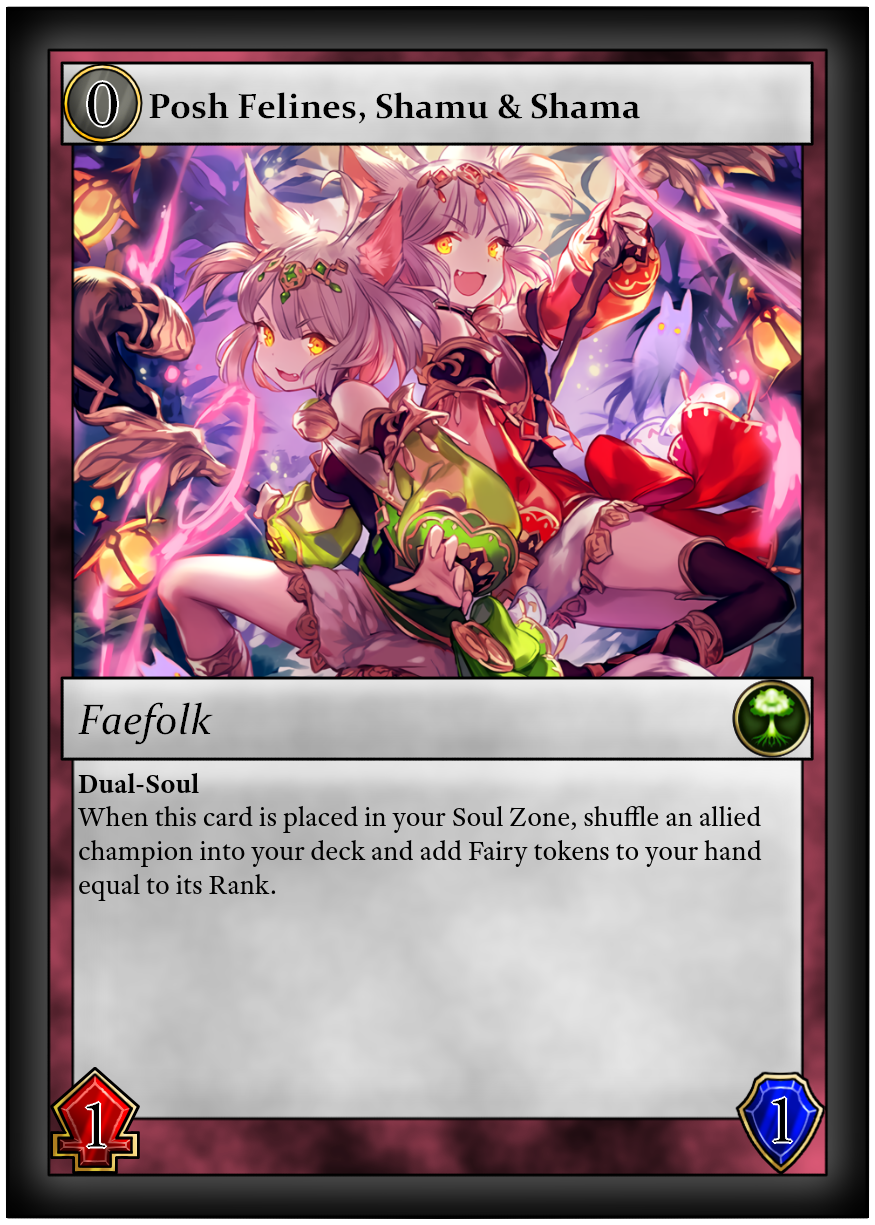 0
Posh Felines, Shamu & Shama
Faefolk
Dual-Soul
When this card is placed in your Soul Zone, shuffle an allied
champion into your deck and add Fairy tokens to your hand
equal to its Rank.
1
1